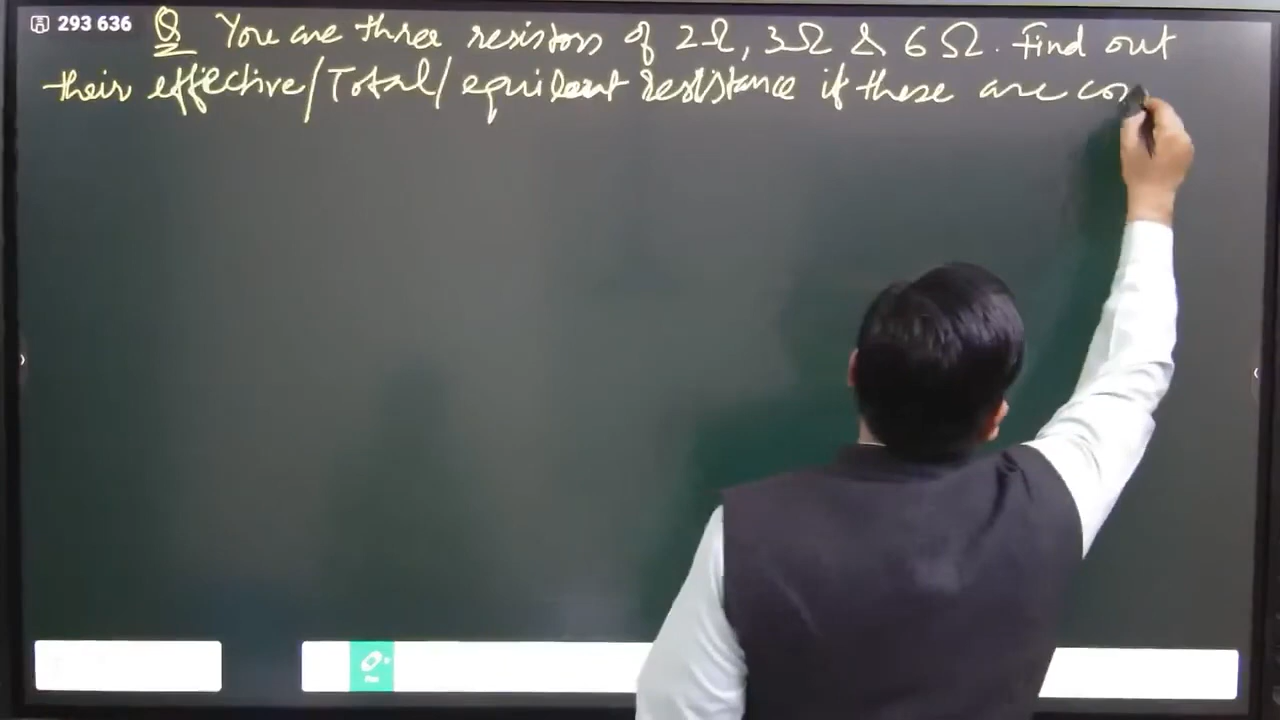 293 636
Q You are three resistors of 2Ω, 3Ω & 6Ω. Find out
their effective/Total/equilent resistance if these are con